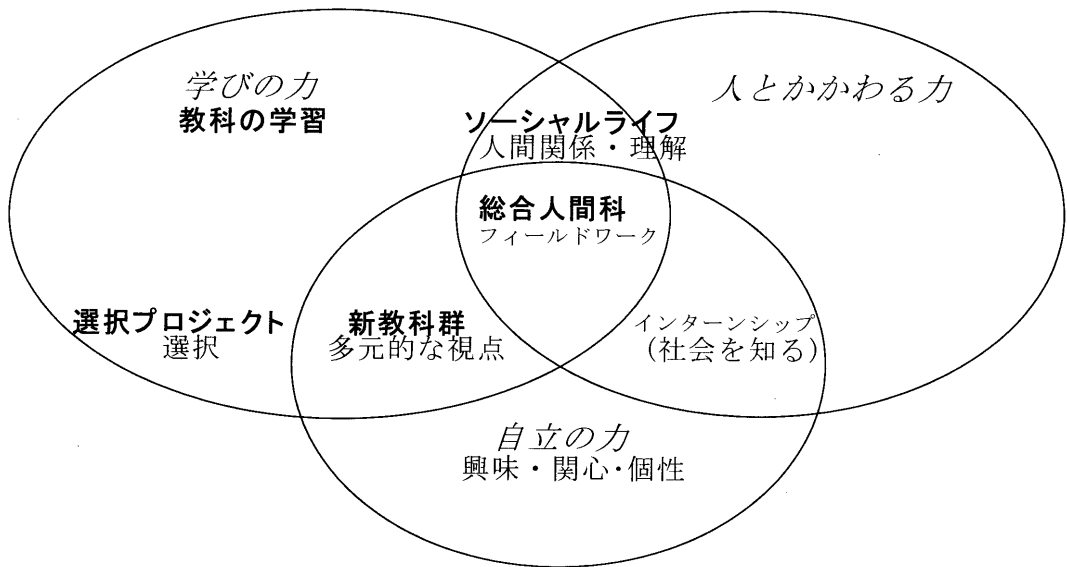 学びの力
教科の学習
人とかかわる力
ソーシャルライフ
人間関係・理解
総合人間科
フィールドワーク
選択プロジェクト
選択
新教科群
多元的な視点
インターンシップ
(社会を知る)
自立の力
興味・関心・個性